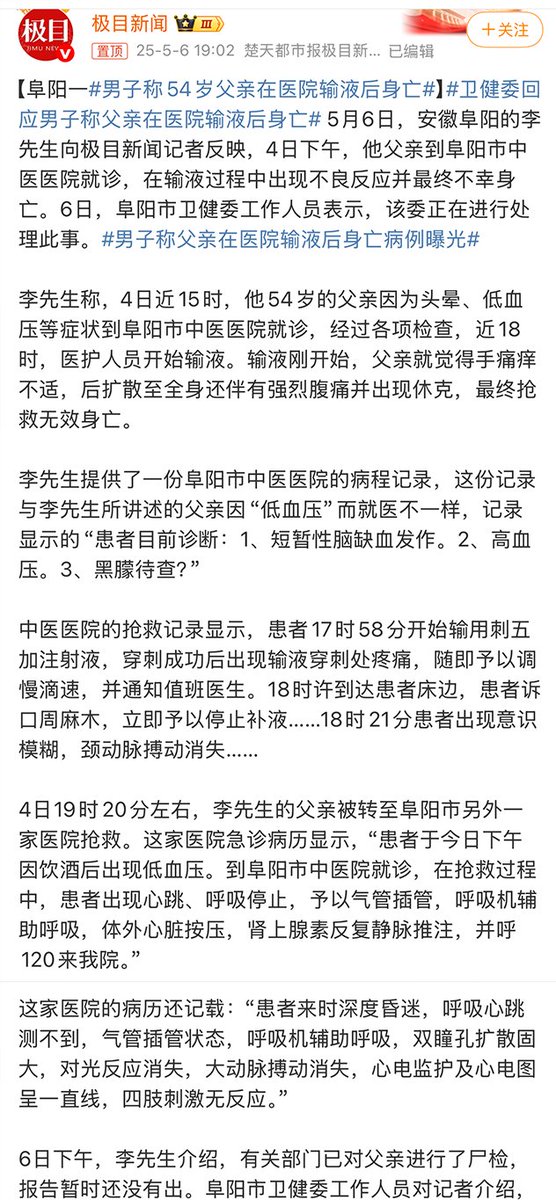 极目
JIMU NEWS
极目新闻 III
+关注
置顶 25-5-6 19:02 楚天都市报极目新... 已编辑
【阜阳一#男子称54岁父亲在医院输液后身亡#】#卫健委回
应男子称父亲在医院输液后身亡# 5月6日，安徽阜阳的李
先生向极目新闻记者反映，4日下午，他父亲到阜阳市中
医医院就诊，在输液过程中出现不良反应并最终不幸身
亡。6日，阜阳市卫健委工作人员表示，该委正在进行处
理此事。#男子称父亲在医院输液后身亡病例曝光#
李先生称，4日近15时，他54岁的父亲因为头晕、低血
压等症状到阜阳市中医医院就诊，经过各项检查，近18
时，医护人员开始输液。输液刚开始，父亲就觉得手痛痒
不适，后扩散至全身还伴有强烈腹痛并出现休克，最终抢
救无效身亡。
李先生提供了一份阜阳市中医医院的病程记录，这份记录
与李先生所讲述的父亲因“低血压”而就医不一样，记录
显示的“患者目前诊断：1、短暂性脑缺血发作。2、高血
压。3、黑朦待查?”
中医医院的抢救记录显示，患者17时58分开始输用刺五
加注射液，穿刺成功后出现输液穿刺处疼痛，随即予以调
慢滴速，并通知值班医生。18时许到达患者床边，患者诉
口周麻木，立即予以停止补液……18时21分患者出现意识
模糊，颈动脉搏动消失……
4日19时20分左右，李先生的父亲被转至阜阳市另外一
家医院抢救。这家医院急诊病历显示，“患者于今日下午
因饮酒后出现低血压。到阜阳市中医院就诊，在抢救过程
中，患者出现心跳、呼吸停止，予以气管插管，呼吸机辅
助呼吸，体外心脏按压，肾上腺素反复静脉推注，并呼
120来我院。”
这家医院的病历还记载：“患者来时深度昏迷，呼吸心跳
测不到，气管插管状态，呼吸机辅助呼吸，双瞳孔扩散固
大，对光反应消失，大动脉搏动消失，心电监护及心电图
呈一直线，四肢刺激无反应。”
6日下午，李先生介绍，有关部门已对父亲进行了尸检，
报告暂时还没有出。阜阳市卫健委工作人员对记者介绍，